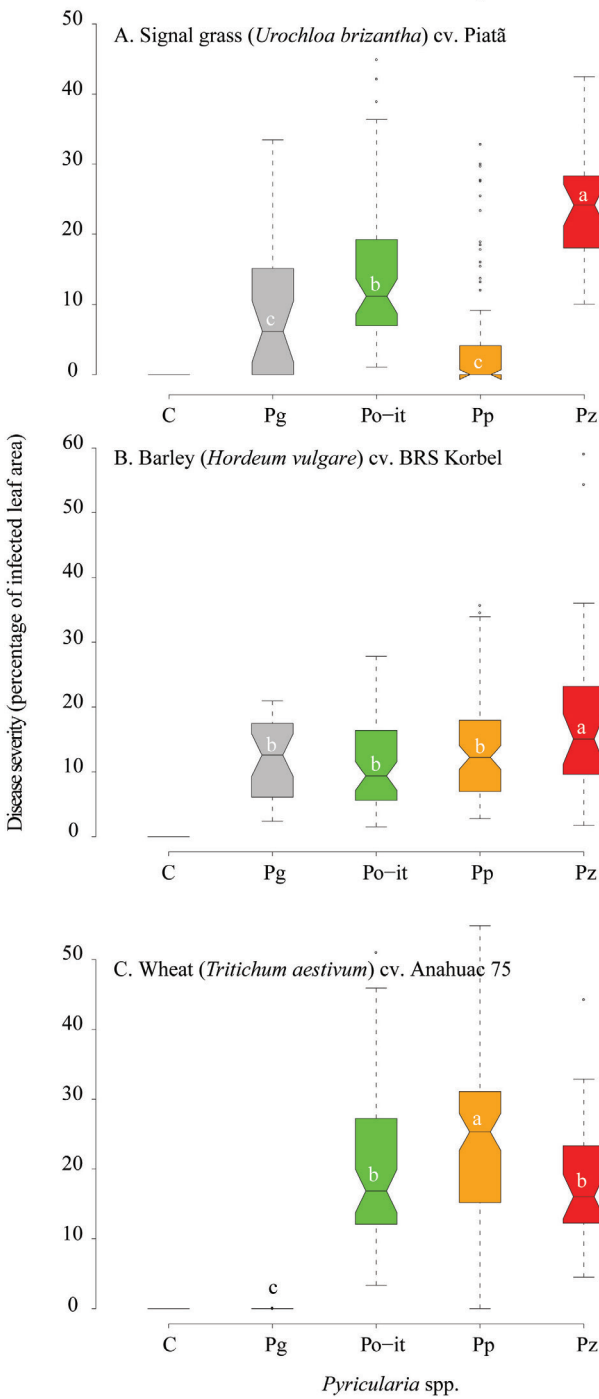 A. Signal grass (Urochloa brizantha) cv. Piatã
50
40
30
20
10
0
a
b
c
c
C Pg Po−it Pp Pz
Disease severity (percentage of infected leaf area)
B. Barley (Hordeum vulgare) cv. BRS Korbel
60
50
40
30
20
10
0
b
b
b
a
C Pg Po−it Pp Pz
C. Wheat (Tritichum aestivum) cv. Anahuac 75
50
40
30
20
10
0
c
b
a
b
C Pg Po−it Pp Pz
Pyricularia spp.